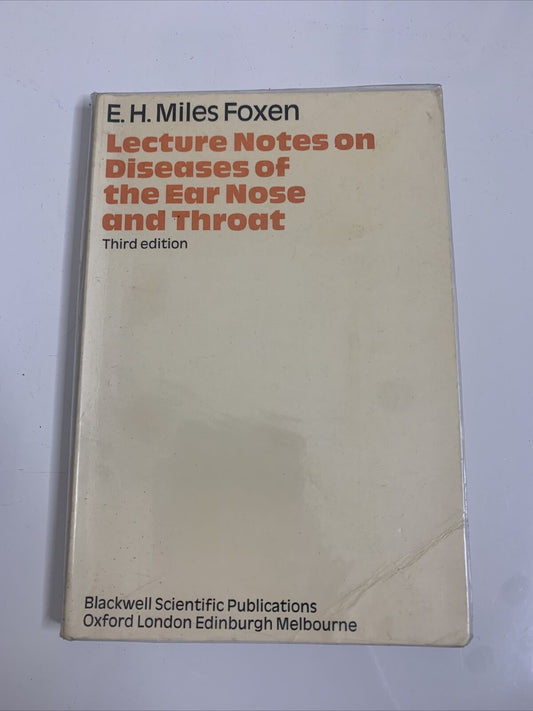 E. H. Miles Foxen
Lecture Notes on
Diseases of
the Ear Nose
and Throat
Third edition
Blackwell Scientific Publications
Oxford London Edinburgh Melbourne